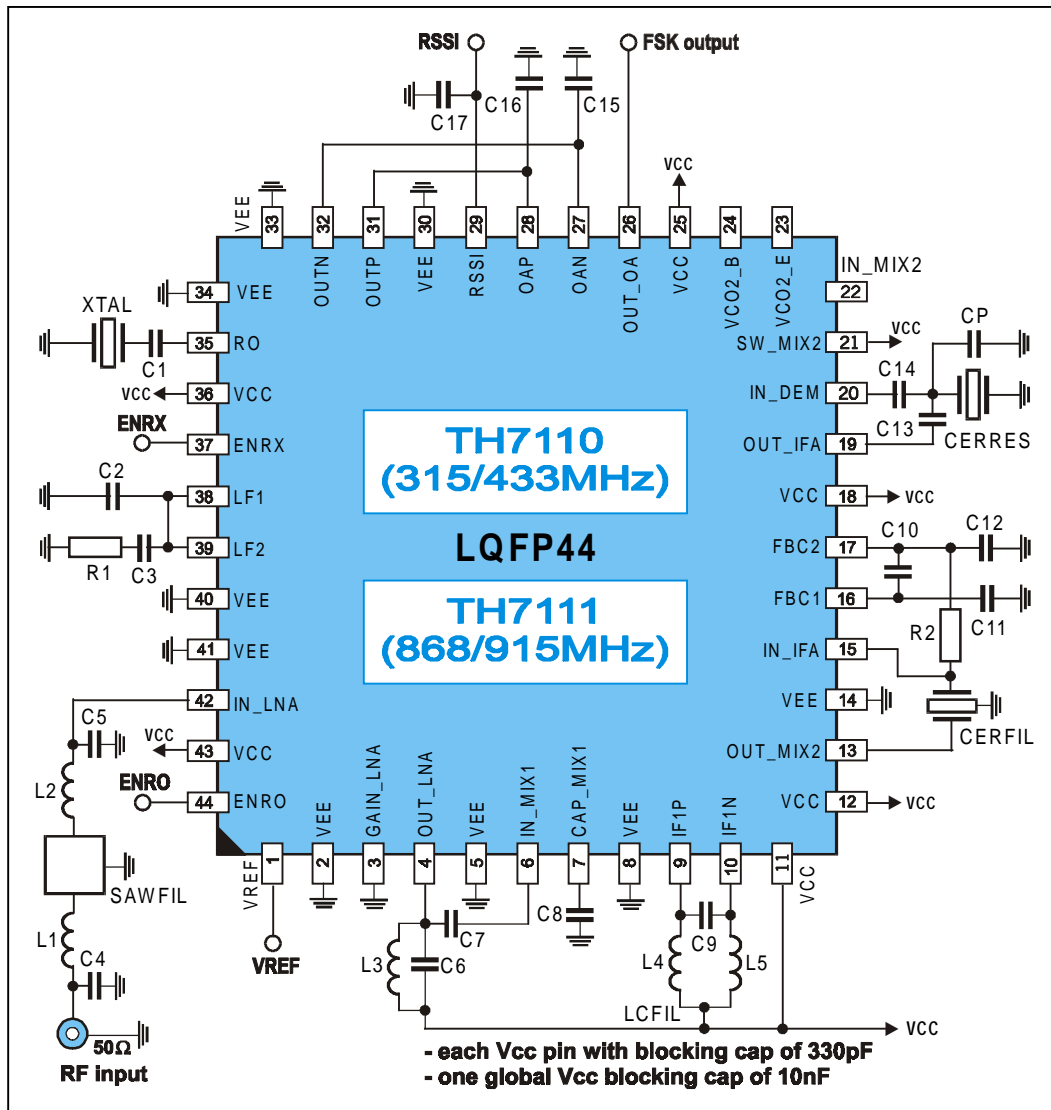 RSSI
FSK output
C16
C15
C17
VCC
VEE
33
32
31
30
29
28
27
26
25
24
23
OUTN
OUTP
VEE
RSSI
OAP
OAN
OUT_OA
VCC
VCO2_B
VCO2_E
IN_MIX2
22
34
VEE
XTAL
C1
35
RO
VCC
36
VCC
ENRX
37
ENRX
C2
38
LF1
R1
C3
39
LF2
40
VEE
41
VEE
42
IN_LNA
C5
VCC
43
VCC
L2
ENRO
44
ENRO
SAWFIL
L1
C4
50Ω
RF input
TH7110
(315/433MHz)
LQFP44
TH7111
(868/915MHz)
SW_MIX2
21
VCC
CP
IN_DEM
20
C14
C13
CERRES
OUT_IFA
19
VCC
18
VCC
FBC2
17
C10
C12
FBC1
16
C11
R2
IN_IFA
15
VEE
14
CERFIL
OUT_MIX2
13
VCC
12
VCC
VEE
GAIN_LNA
OUT_LNA
VEE
IN_MIX1
CAP_MIX1
VEE
IF1P
IF1N
1
2
3
4
5
6
7
8
9
10
11
VREF
VCC
VREF
C7
C8
L3
C6
C9
L4
L5
LCFIL
VCC
- each Vcc pin with blocking cap of 330pF
- one global Vcc blocking cap of 10nF